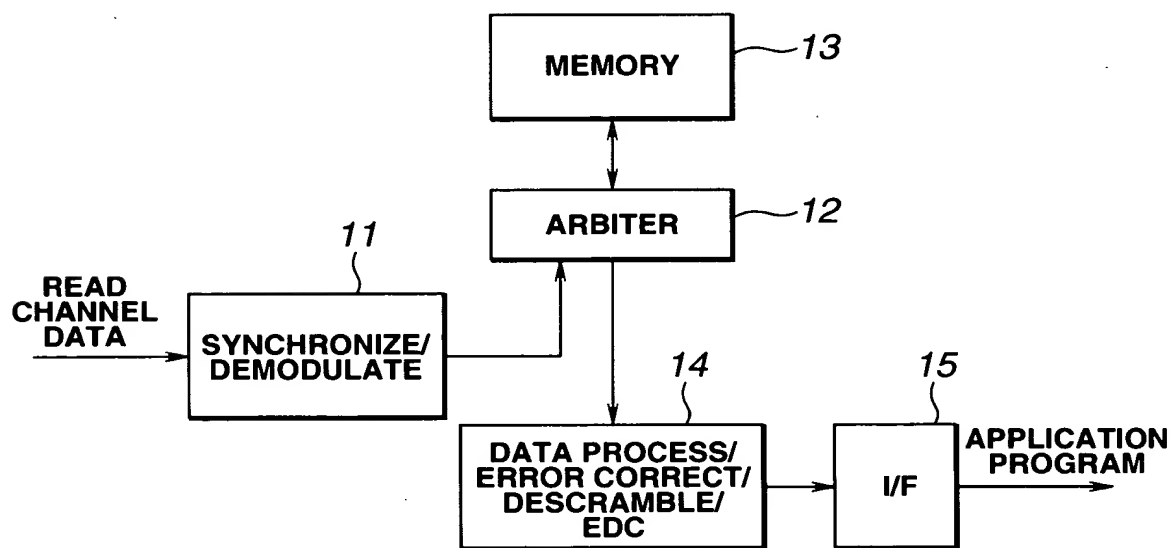 MEMORY
13
ARBITER
12
11
READ
CHANNEL
DATA
SYNCHRONIZE/
DEMODULATE
14
15
DATA PROCESS/
ERROR CORRECT/
DESCRAMBLE/
EDC
I/F
APPLICATION
PROGRAM